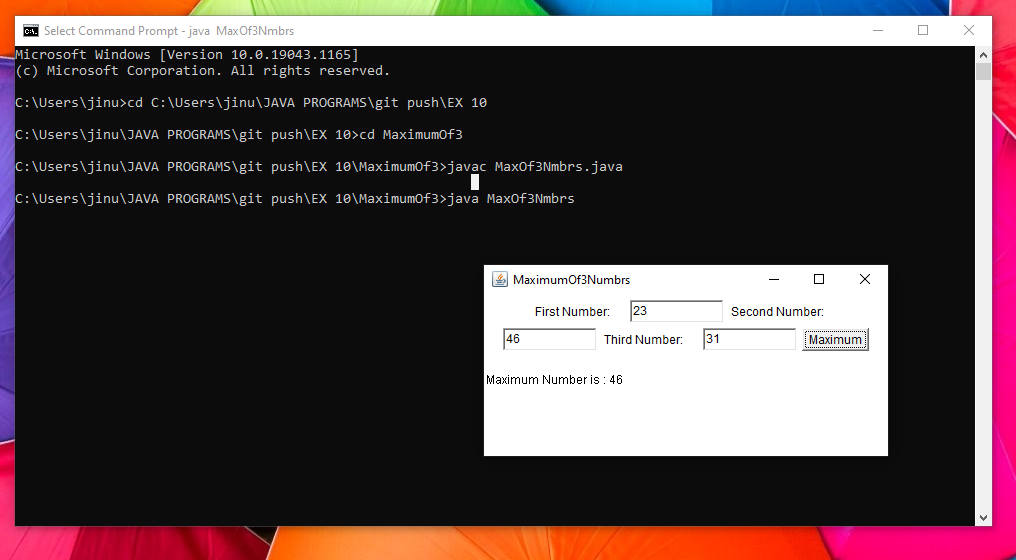 Select Command Prompt - java  MaxOf3Nmbrs
Microsoft Windows [Version 10.0.19043.1165]
(c) Microsoft Corporation. All rights reserved.
C:\Users\jinu>cd C:\Users\jinu\JAVA PROGRAMS\git push\EX 10
C:\Users\jinu\JAVA PROGRAMS\git push\EX 10>cd MaximumOf3
C:\Users\jinu\JAVA PROGRAMS\git push\EX 10\MaximumOf3>javac MaxOf3Nmbrs.java
C:\Users\jinu\JAVA PROGRAMS\git push\EX 10\MaximumOf3>java MaxOf3Nmbrs
MaximumOf3Numbrs
First Number: 23 Second Number:
46 Third Number: 31 Maximum
Maximum Number is : 46